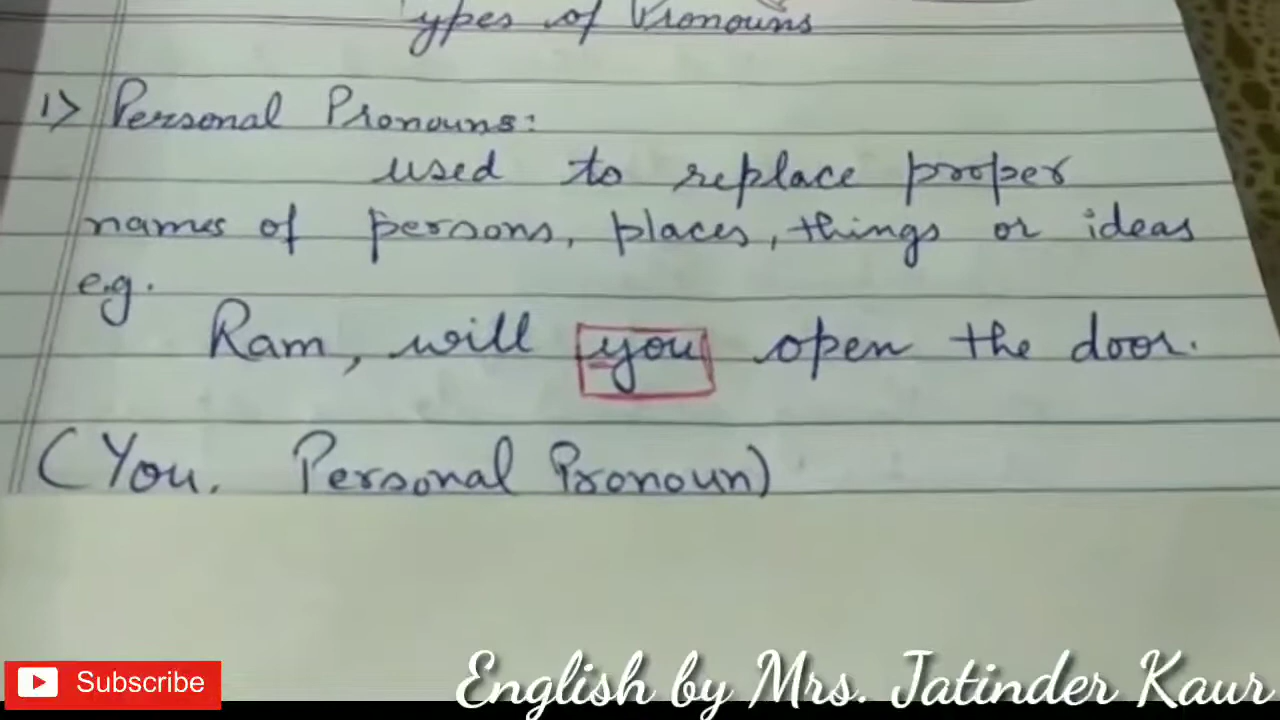 Types of Pronouns
1) Personal Pronouns:
used to replace proper
names of persons, places, things or ideas
e.g.
Ram, will you open the door.
(You. Personal Pronoun)
Subscribe
English by Mrs. Jatinder Kaur